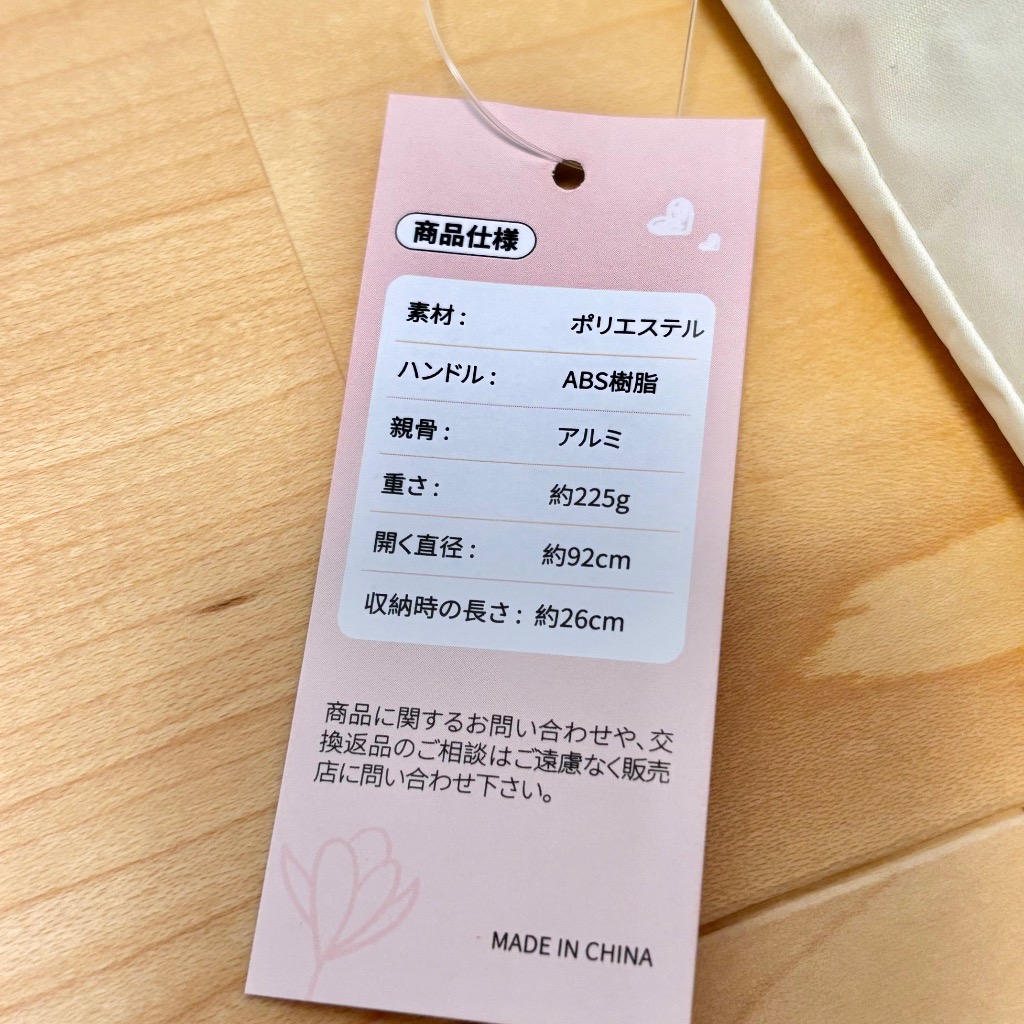 商品仕様
素材： ポリエステル
ハンドル： ABS樹脂
親骨： アルミ
重さ： 約225g
開く直径： 約92cm
収納時の長さ： 約26cm
商品に関するお問い合わせや、交
換返品のご相談はご遠慮なく販売
店に問い合わせ下さい。
MADE IN CHINA